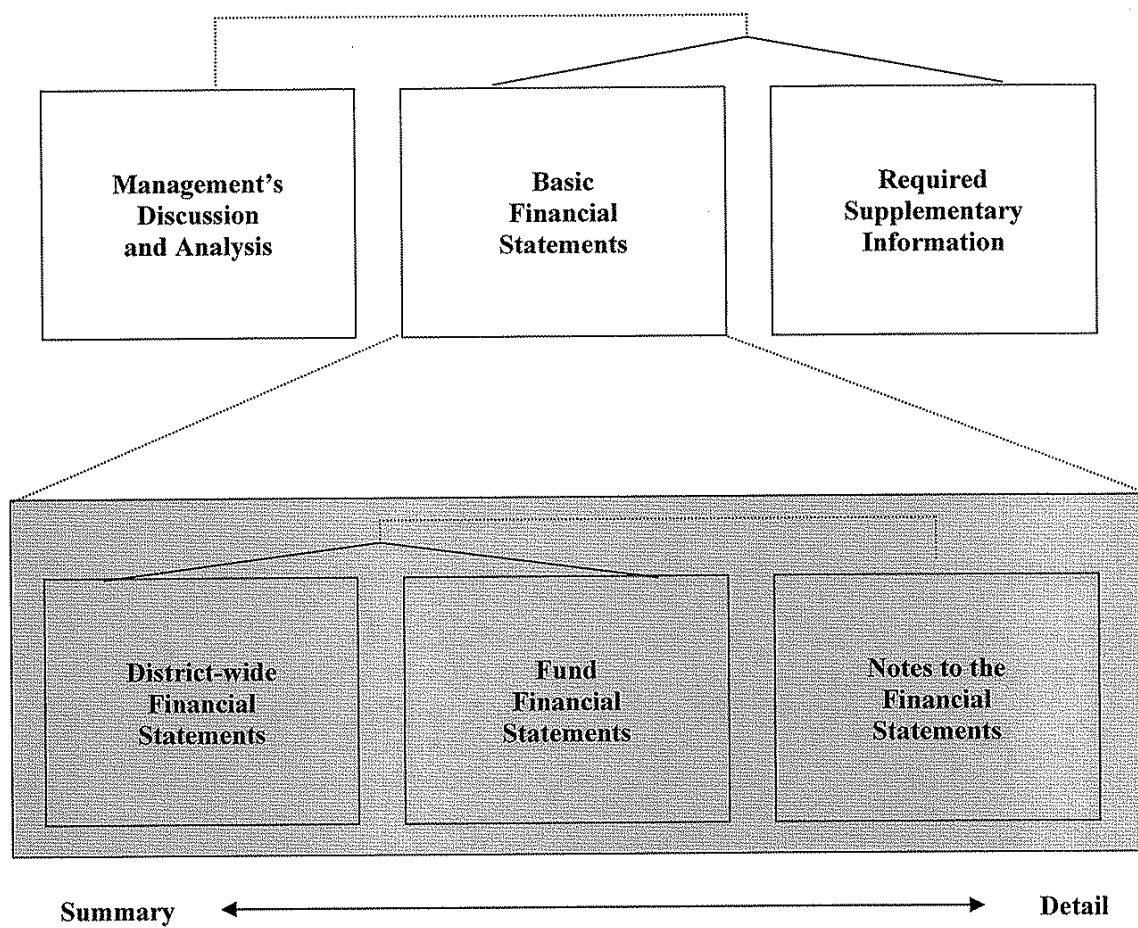 Management's
Discussion
and Analysis
Basic
Financial
Statements
Required
Supplementary
Information
District-wide
Financial
Statements
Fund
Financial
Statements
Notes to the
Financial
Statements
Summary
Detail